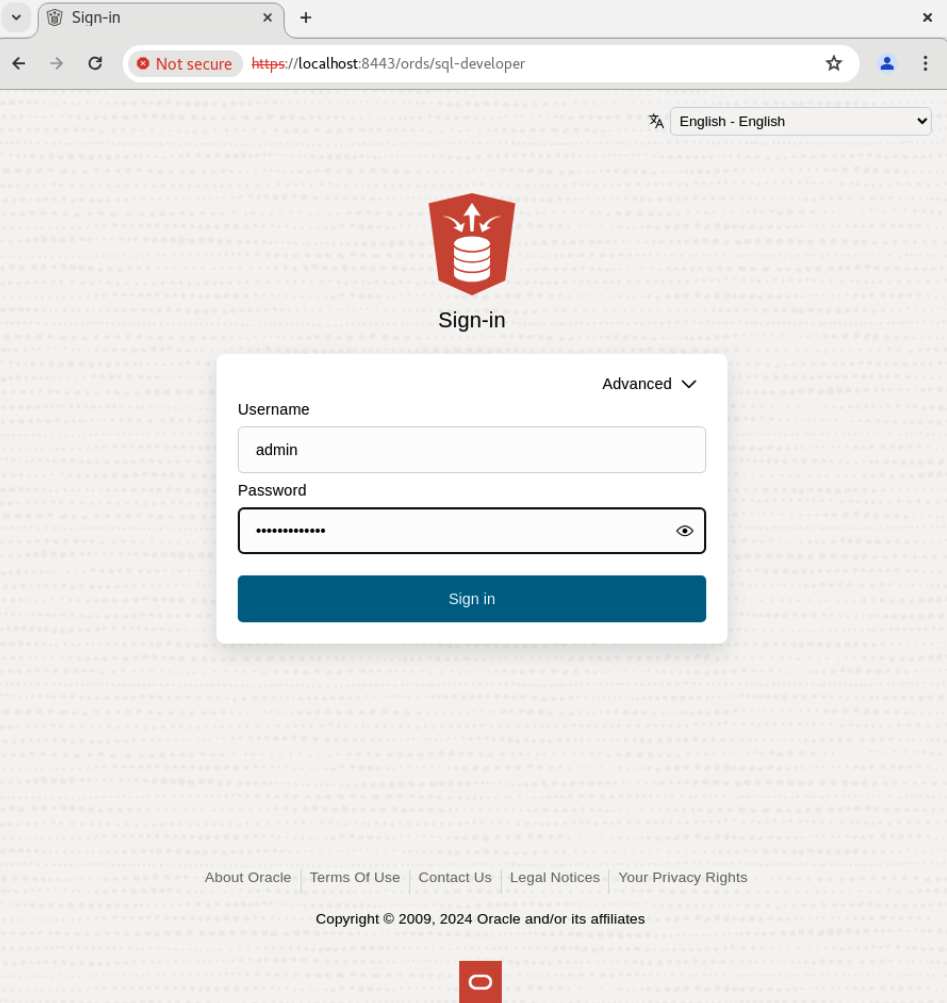 Sign-in
Not secure https://localhost:8443/ords/sql-developer
English - English
Sign-in
Advanced
Username
admin
Password
•••••••••••••
Sign in
About Oracle Terms Of Use Contact Us Legal Notices Your Privacy Rights
Copyright © 2009, 2024 Oracle and/or its affiliates